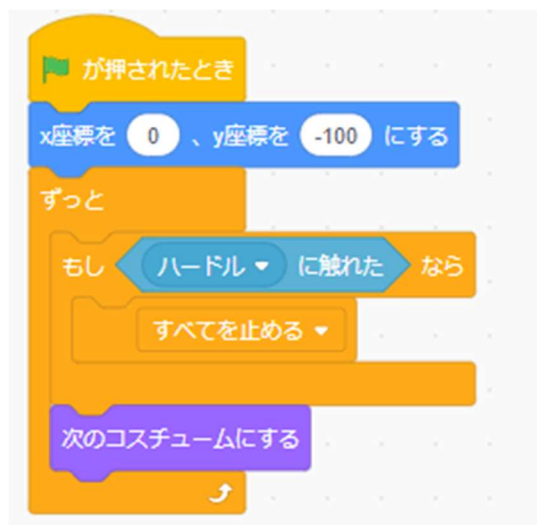 が押されたとき
x座標を 0 、y座標を -100 にする
ずっと
もし ハードル に触れた なら
すべてを止める
次のコスチュームにする